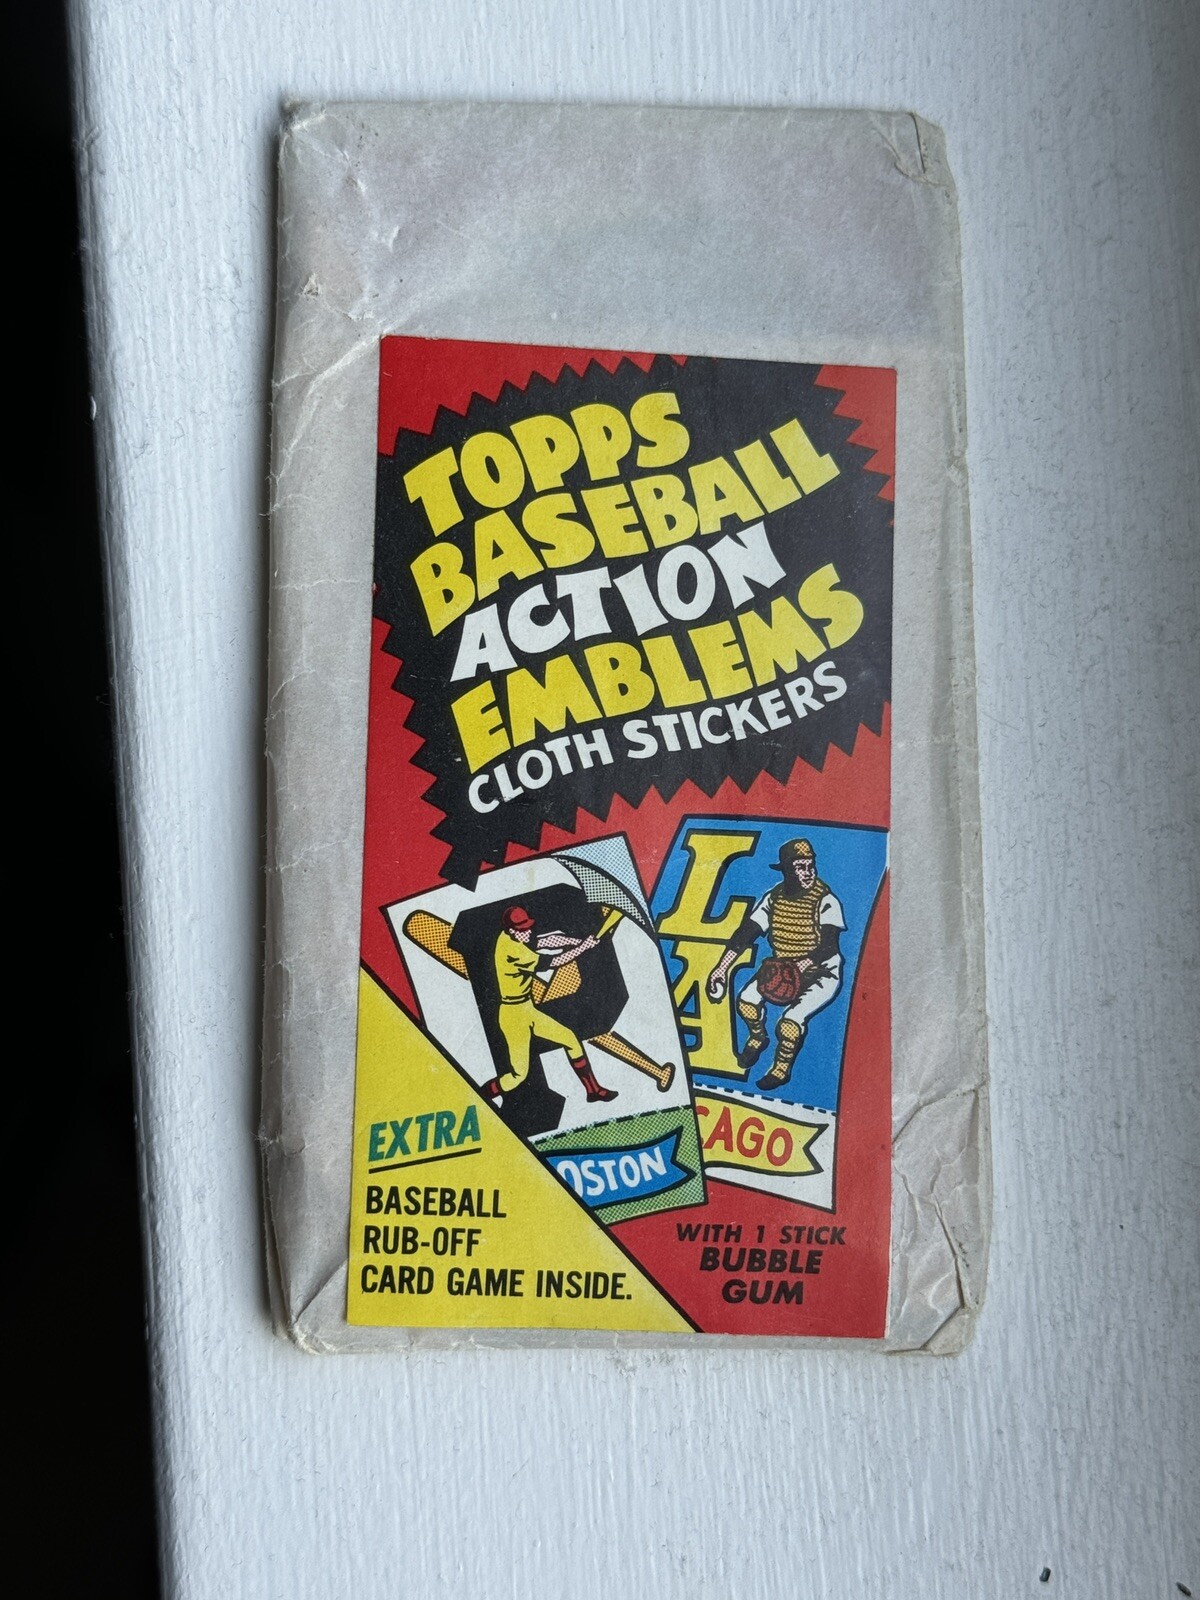 TOPPS
BASEBALL
ACTION
EMBLEMS
CLOTH STICKERS
LA
CAGO
OSTON
EXTRA
BASEBALL
RUB-OFF
CARD GAME INSIDE.
WITH 1 STICK
BUBBLE
GUM